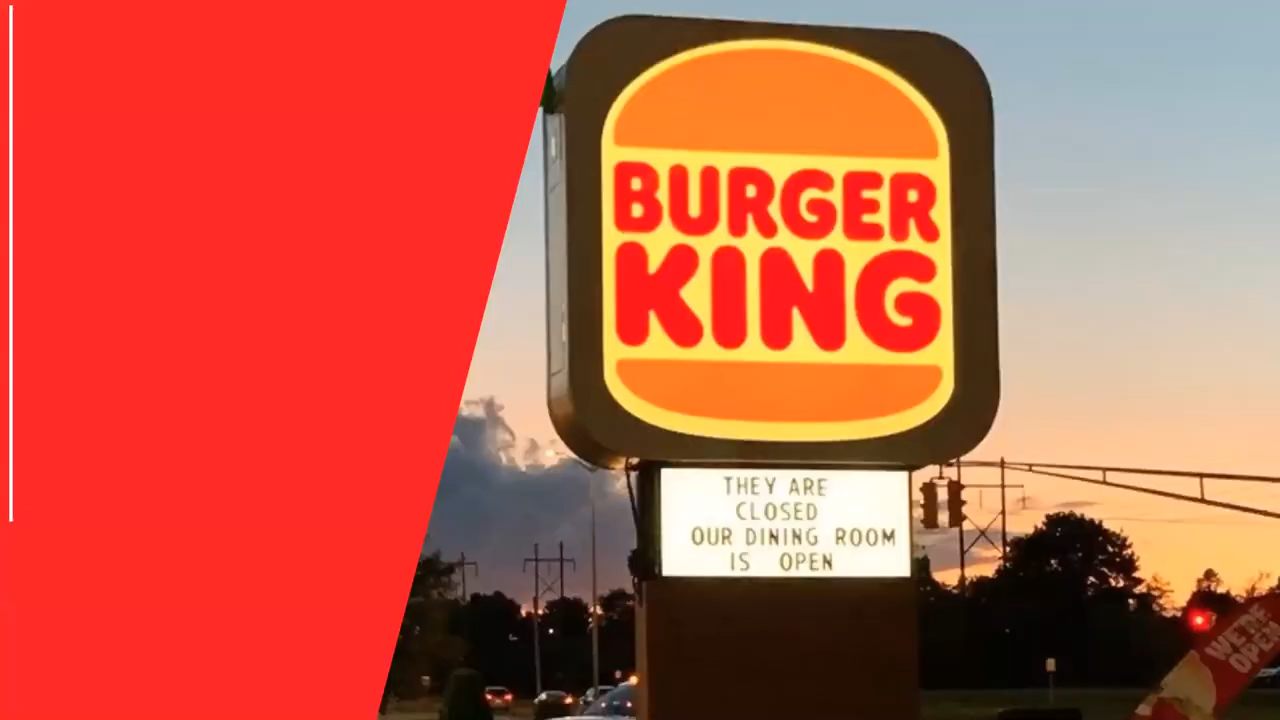 BURGER
KING
THEY ARE
CLOSED
OUR DINING ROOM
IS OPEN
WE'RE
OPEN